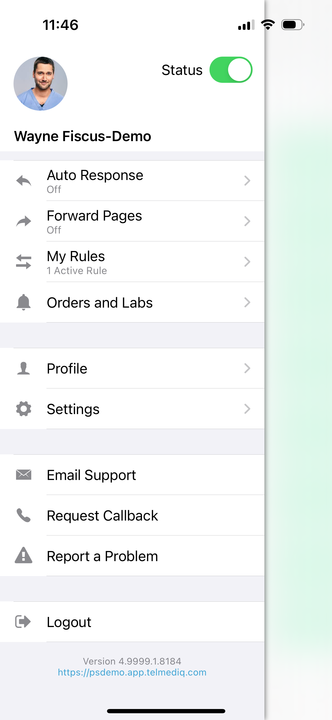 11:46
Status
Wayne Fiscus-Demo
Auto Response
Off
Forward Pages
Off
My Rules
1 Active Rule
Orders and Labs
Profile
Settings
Email Support
Request Callback
Report a Problem
Logout
Version 4.9999.1.8184
https://psdemo.app.telmediq.com